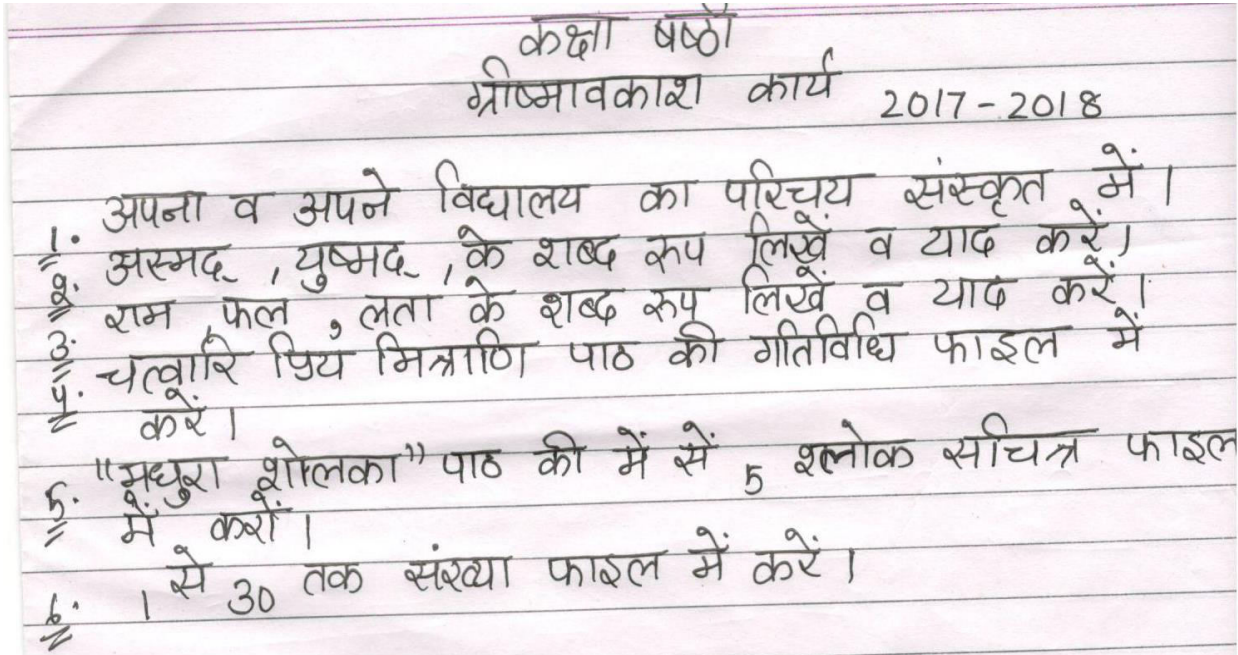 कक्षा षष्ठी
ग्रीष्मावकाश कार्य 2017-2018
1. अपना व अपने विद्यालय का परिचय संस्कृत में।
2. अस्मद् , युष्मद् , के शब्द रूप लिखें व याद करें।
3. राम, फल , लता के शब्द रूप लिखें व याद करें।
4. चत्वारि प्रियं मित्राणि पाठ की गतिविधि फाइल में
करें।
5. "मधुरा शोलिका" पाठ की में सें 5 श्लोक सचित्र फाइल
में करों।
6. 1 से 30 तक संख्या फाइल में करें।